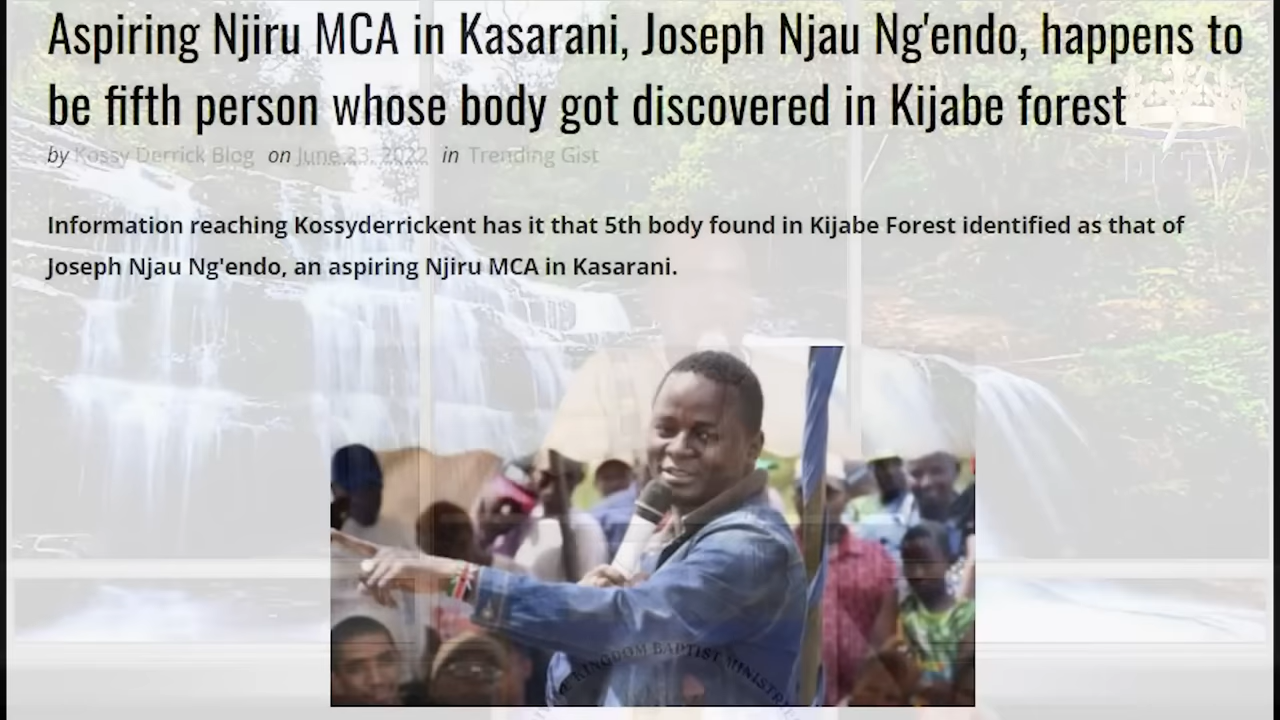 Aspiring Njiru MCA in Kasarani, Joseph Njau Ng'endo, happens to
be fifth person whose body got discovered in Kijabe forest
by Kossy Derrick Blog on June 23, 2022 in Trending Gist
Information reaching Kossyderrickent has it that 5th body found in Kijabe Forest identified as that of
Joseph Njau Ng'endo, an aspiring Njiru MCA in Kasarani.
KINGDOM BAPTIST